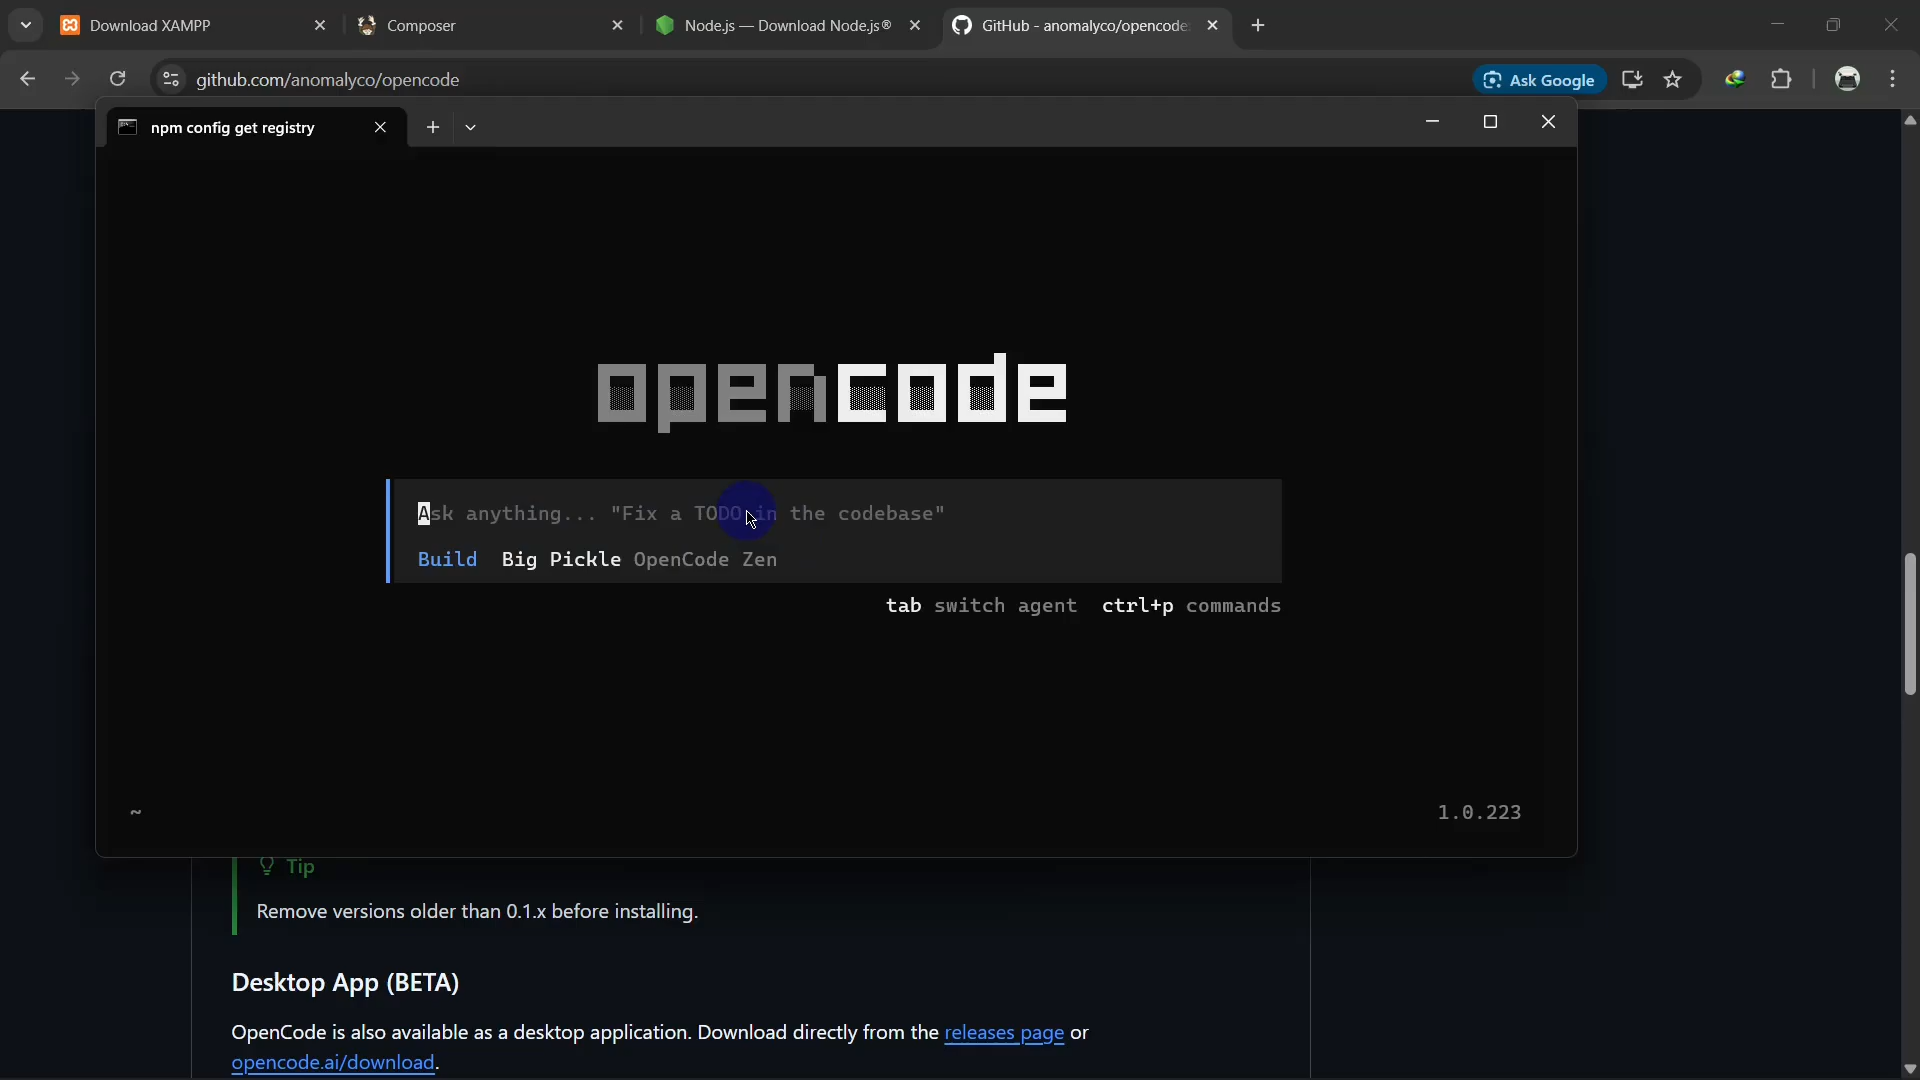 Download XAMPP
Composer
Node.js — Download Node.js®
GitHub - anomalyco/opencode:
github.com/anomalyco/opencode
Ask Google
npm config get registry
opencode
Ask anything... "Fix a TODO in the codebase"
Build Big Pickle OpenCode Zen
tab switch agent ctrl+p commands
~ 1.0.223
Tip
Remove versions older than 0.1.x before installing.
Desktop App (BETA)
OpenCode is also available as a desktop application. Download directly from the releases page or
opencode.ai/download.